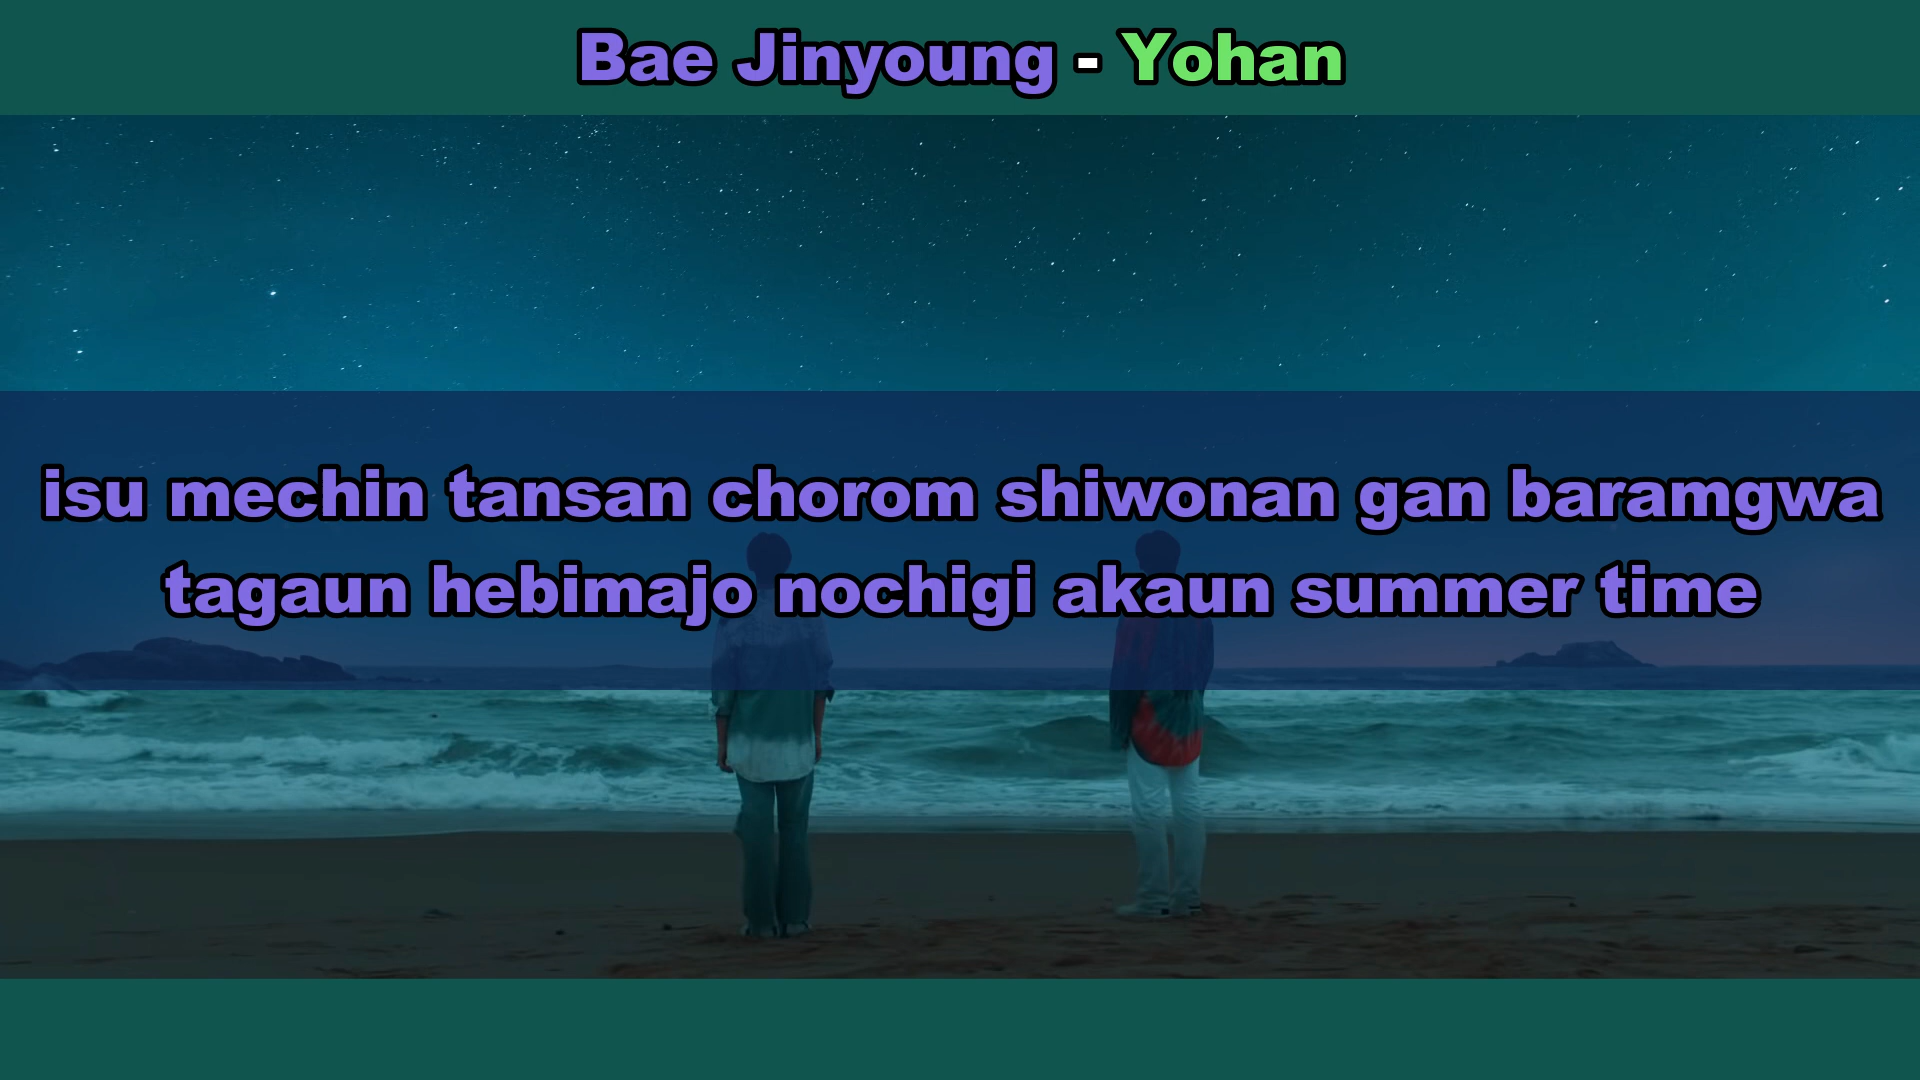 Bae Jinyoung - Yohan
isu mechin tansan chorom shiwonan gan baramgwa
tagaun hebimajo nochigi akaun summer time